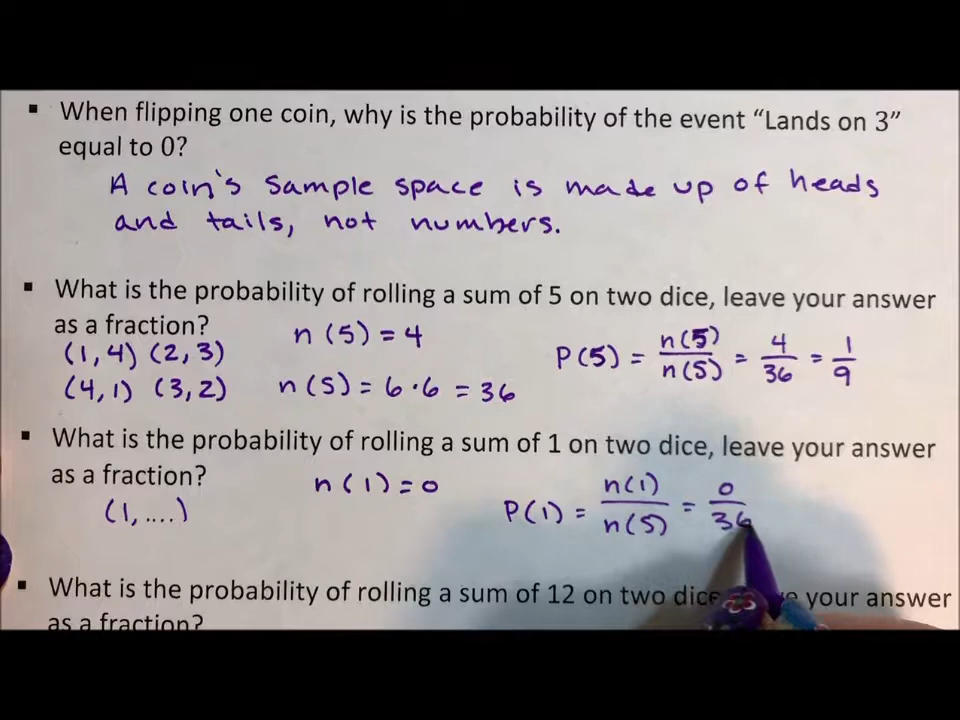 ▪ When flipping one coin, why is the probability of the event “Lands on 3”
equal to 0?
A coin's sample space is made up of heads
and tails, not numbers.
▪ What is the probability of rolling a sum of 5 on two dice, leave your answer
as a fraction?
(1,4) (2,3)
(4,1) (3,2)
n(5) = 4
n(S) = 6·6 = 36
P(5) = n(5)/n(S) = 4/36 = 1/9
▪ What is the probability of rolling a sum of 1 on two dice, leave your answer
as a fraction?
(1, ....)
n(1) = 0
P(1) = n(1)/n(S) = 0/36
▪ What is the probability of rolling a sum of 12 on two dice your answer
as a fraction?